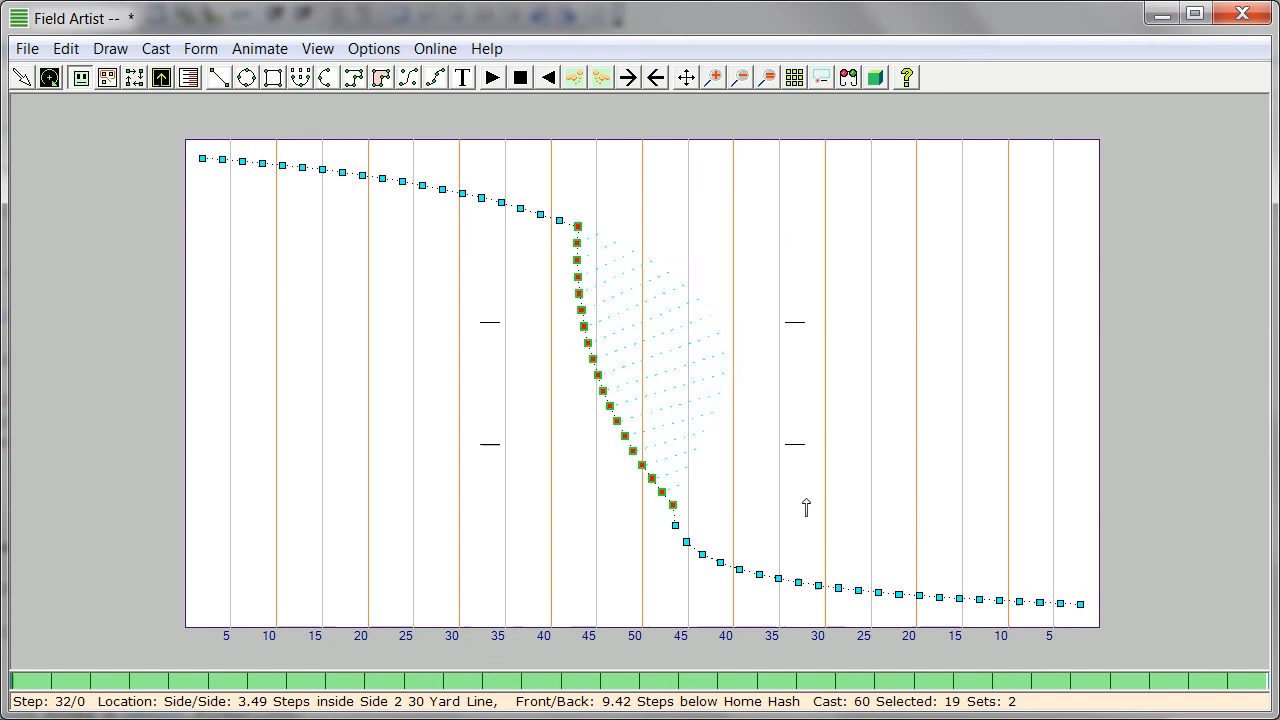 Field Artist -- *
File Edit Draw Cast Form Animate View Options Online Help
T ?
5 10 15 20 25 30 35 40 45 50 45 40 35 30 25 20 15 10 5
Step: 32/0 Location: Side/Side: 3.49 Steps inside Side 2 30 Yard Line, Front/Back: 9.42 Steps below Home Hash Cast: 60 Selected: 19 Sets: 2